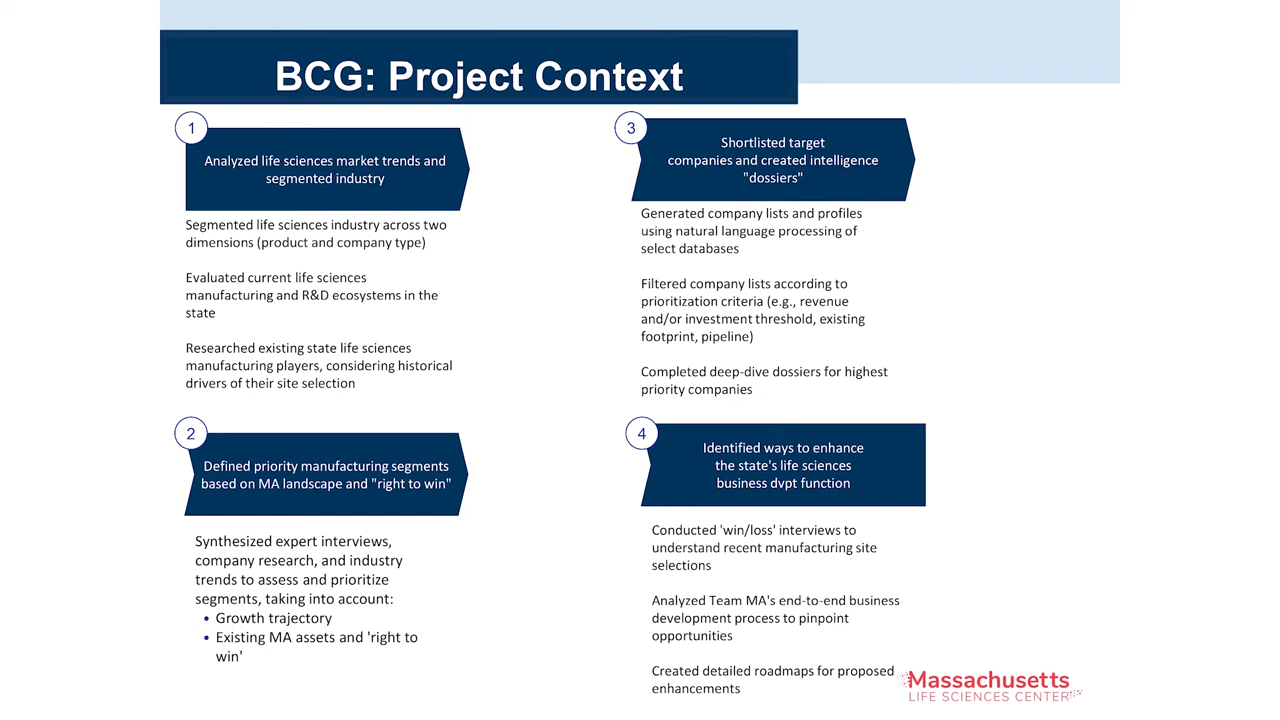 BCG: Project Context
1
Analyzed life sciences market trends and
segmented industry
Segmented life sciences industry across two
dimensions (product and company type)
Evaluated current life sciences
manufacturing and R&D ecosystems in the
state
Researched existing state life sciences
manufacturing players, considering historical
drivers of their site selection
2
Defined priority manufacturing segments
based on MA landscape and "right to win"
Synthesized expert interviews,
company research, and industry
trends to assess and prioritize
segments, taking into account:
• Growth trajectory
• Existing MA assets and 'right to
win'
3
Shortlisted target
companies and created intelligence
"dossiers"
Generated company lists and profiles
using natural language processing of
select databases
Filtered company lists according to
prioritization criteria (e.g., revenue
and/or investment threshold, existing
footprint, pipeline)
Completed deep-dive dossiers for highest
priority companies
4
Identified ways to enhance
the state's life sciences
business dvpt function
Conducted 'win/loss' interviews to
understand recent manufacturing site
selections
Analyzed Team MA's end-to-end business
development process to pinpoint
opportunities
Created detailed roadmaps for proposed
enhancements
Massachusetts
LIFE SCIENCES CENTER